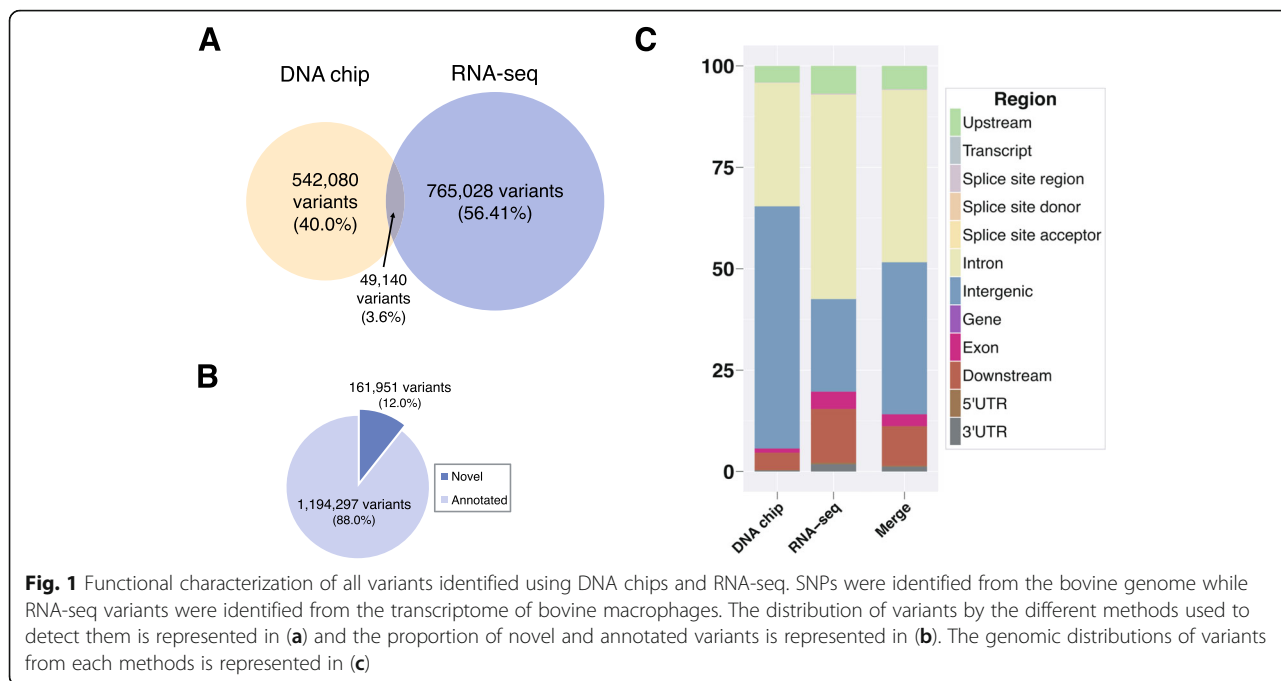 A
DNA chip
RNA-seq
542,080
variants
(40.0%)
765,028 variants
(56.41%)
49,140
variants
(3.6%)
B
161,951 variants
(12.0%)
1,194,297 variants
(88.0%)
Novel
Annotated
C
100
75
50
25
0
DNA chip
RNA-seq
Merge
Region
Upstream
Transcript
Splice site region
Splice site donor
Splice site acceptor
Intron
Intergenic
Gene
Exon
Downstream
5'UTR
3'UTR
Fig. 1 Functional characterization of all variants identified using DNA chips and RNA-seq. SNPs were identified from the bovine genome while
RNA-seq variants were identified from the transcriptome of bovine macrophages. The distribution of variants by the different methods used to
detect them is represented in (a) and the proportion of novel and annotated variants is represented in (b). The genomic distributions of variants
from each methods is represented in (c)